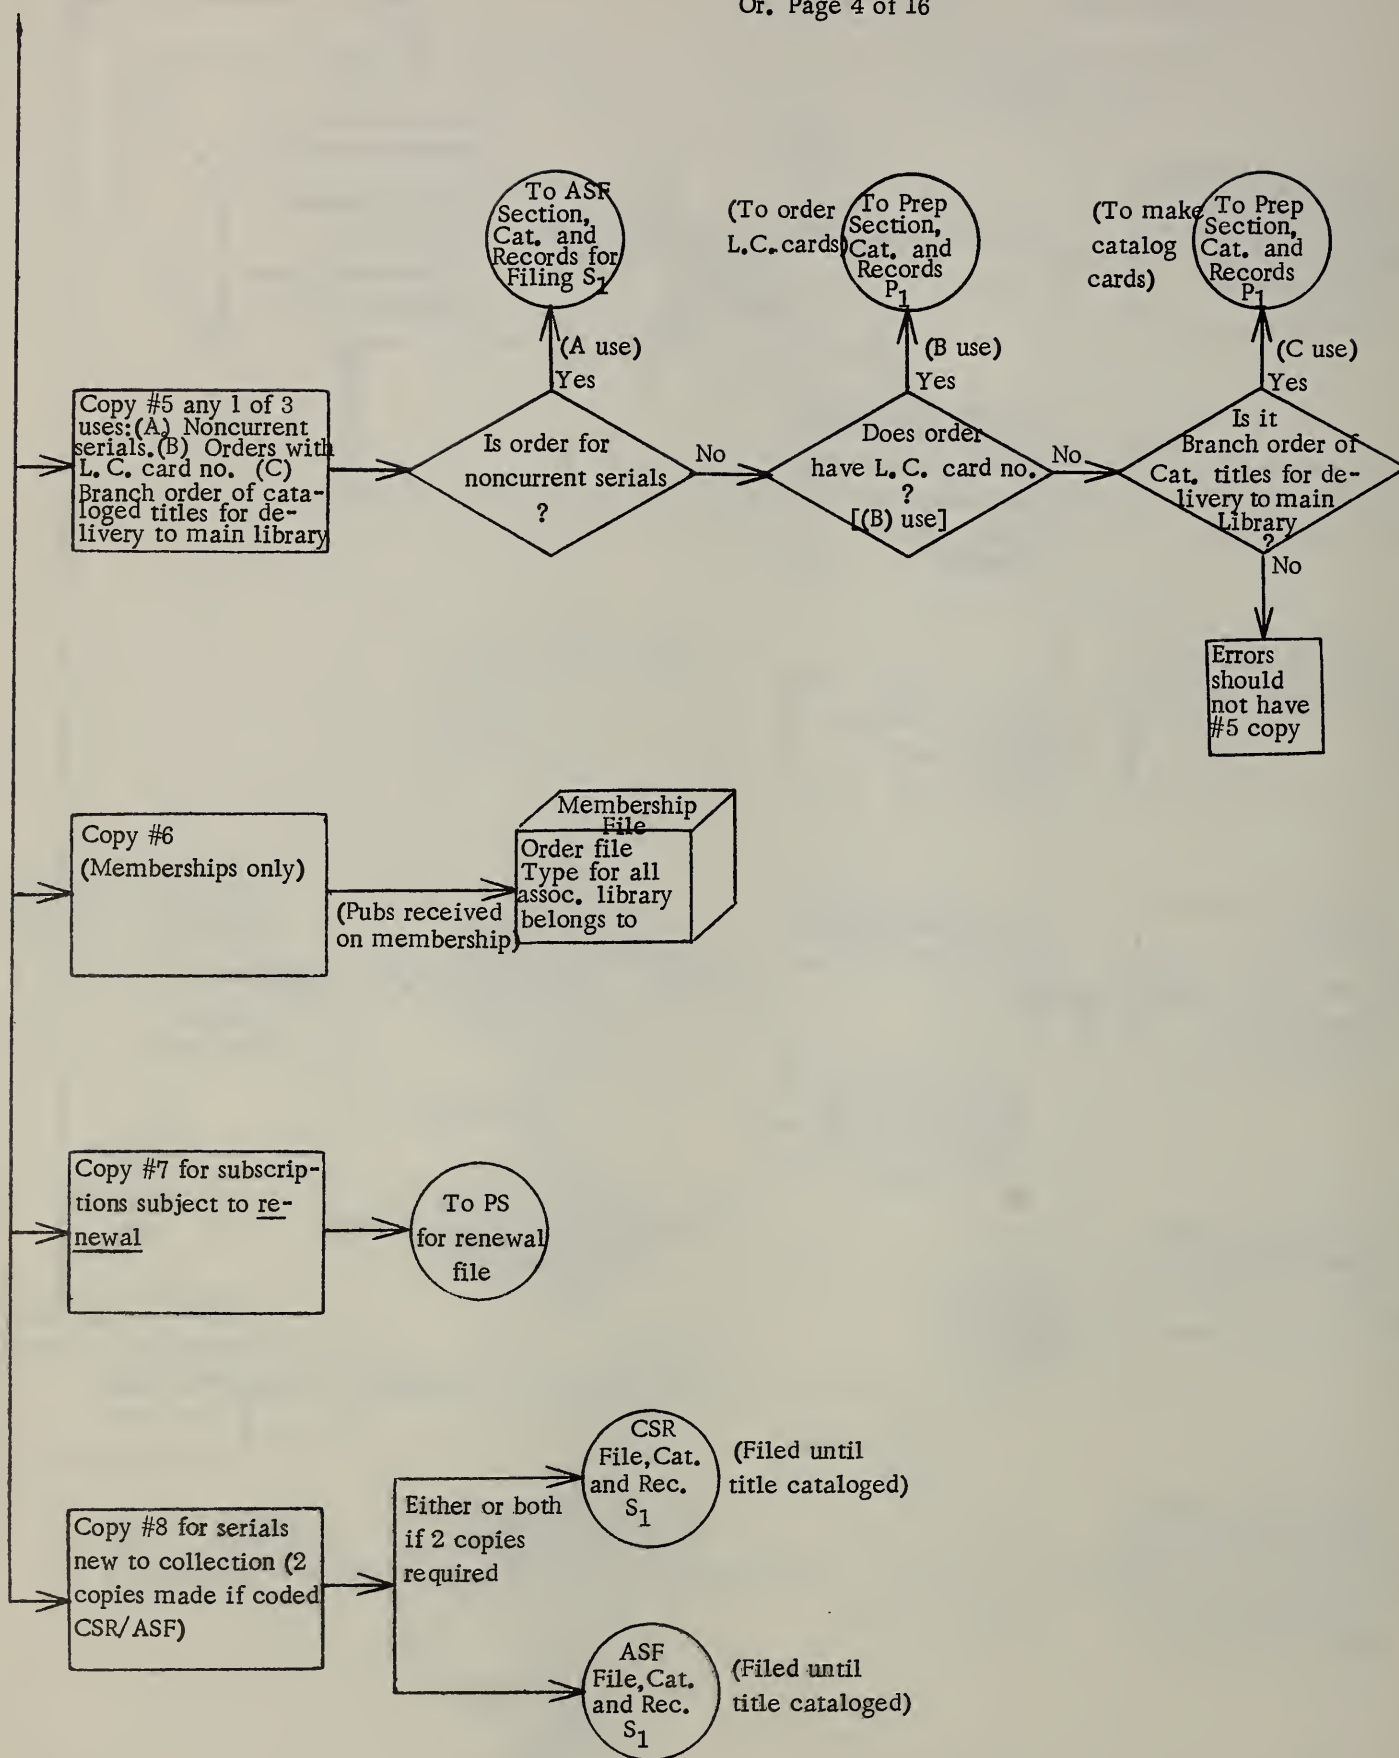 Or. Page 4 of 16
To ASF
Section,
Cat. and
Records for
Filing S1
(To order
L.C. cards)
To Prep
Section,
Cat. and
Records
P1
(To make
catalog
cards)
To Prep
Section,
Cat. and
Records
P1
(A use)
Yes
(B use)
Yes
(C use)
Yes
Copy #5 any 1 of 3
uses:(A) Noncurrent
serials.(B) Orders with
L. C. card no. (C)
Branch order of cata-
loged titles for de-
livery to main library
Is order for
noncurrent serials
?
No
Does order
have L. C. card no.
?
[(B) use]
No
Is it
Branch order of
Cat. titles for de-
livery to main
Library
?
No
Errors
should
not have
#5 copy
Copy #6
(Memberships only)
(Pubs received
on membership)
Membership
File
Order file
Type for all
assoc. library
belongs to
Copy #7 for subscrip-
tions subject to re-
newal
To PS
for renewal
file
Copy #8 for serials
new to collection (2
copies made if coded
CSR/ASF)
Either or both
if 2 copies
required
CSR
File, Cat.
and Rec.
S1
(Filed until
title cataloged)
ASF
File, Cat.
and Rec.
S1
(Filed until
title cataloged)